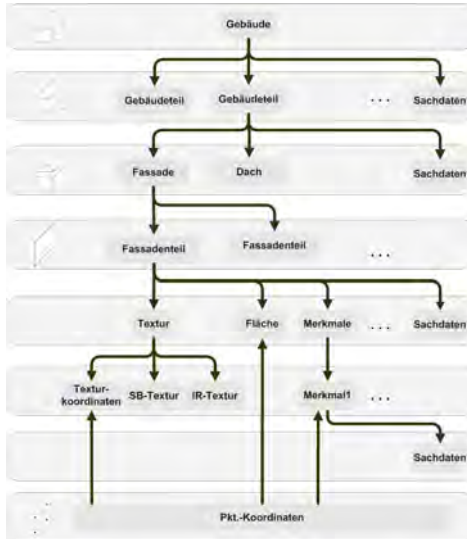 Gebäude
Gebäudeteil Gebäudeteil ... Sachdaten
Fassade Dach Sachdaten
Fassadenteil Fassadenteil ...
Textur Fläche Merkmale ... Sachdaten
Textur-
koordinaten SB-Textur IR-Textur Merkmal1 ...
Sachdaten
Pkt.-Koordinaten